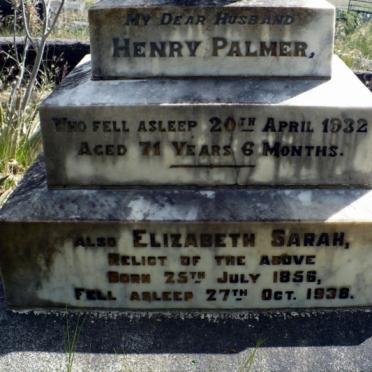 My Dear Husband
Henry Palmer,
Who fell asleep 20th April 1932
Aged 71 Years 6 Months.
also Elizabeth Sarah,
Relict of the above
Born 25th July 1856,
Fell asleep 27th Oct. 1938.